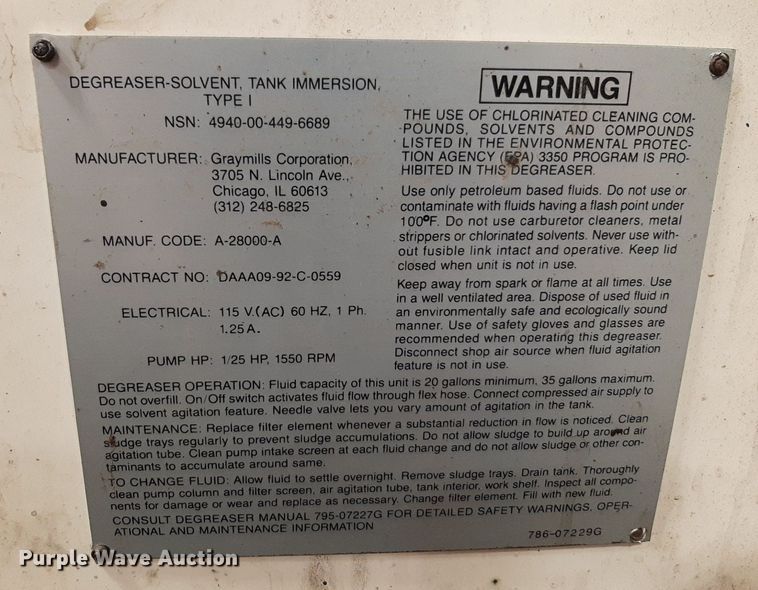 DEGREASER-SOLVENT, TANK IMMERSION,
TYPE I
NSN: 4940-00-449-6689
MANUFACTURER: Graymills Corporation,
3705 N. Lincoln Ave.,
Chicago, IL 60613
(312) 248-6825
MANUF. CODE: A-28000-A
CONTRACT NO: DAAA09-92-C-0559
ELECTRICAL: 115 V.(AC) 60 HZ, 1 Ph.
1.25 A.
PUMP HP: 1/25 HP, 1550 RPM
WARNING
THE USE OF CHLORINATED CLEANING COM-
POUNDS, SOLVENTS AND COMPOUNDS
LISTED IN THE ENVIRONMENTAL PROTEC-
TION AGENCY (EPA) 3350 PROGRAM IS PRO-
HIBITED IN THIS DEGREASER.
Use only petroleum based fluids. Do not use or
contaminate with fluids having a flash point under
100°F. Do not use carburetor cleaners, metal
strippers or chlorinated solvents. Never use with-
out fusible link intact and operative. Keep lid
closed when unit is not in use.
Keep away from spark or flame at all times. Use
in a well ventilated area. Dispose of used fluid in
an environmentally safe and ecologically sound
manner. Use of safety gloves and glasses are
recommended when operating this degreaser.
Disconnect shop air source when fluid agitation
feature is not in use.
DEGREASER OPERATION: Fluid capacity of this unit is 20 gallons minimum, 35 gallons maximum.
Do not overfill. On/Off switch activates fluid flow through flex hose. Connect compressed air supply to
use solvent agitation feature. Needle valve lets you vary amount of agitation in the tank.
MAINTENANCE: Replace filter element whenever a substantial reduction in flow is noticed. Clean
sludge trays regularly to prevent sludge accumulations. Do not allow sludge to build up around air
agitation tube. Clean pump intake screen at each fluid change and do not allow sludge or other con-
taminants to accumulate around same.
TO CHANGE FLUID: Allow fluid to settle overnight. Remove sludge trays. Drain tank. Thoroughly
clean pump column and filter screen, air agitation tube, tank interior, work shelf. Inspect all compo-
nents for damage or wear and replace as necessary. Change filter element. Fill with new fluid.
CONSULT DEGREASER MANUAL 795-07227G FOR DETAILED SAFETY WARNINGS, OPER-
ATIONAL AND MAINTENANCE INFORMATION
786-07229G
Purple Wave Auction